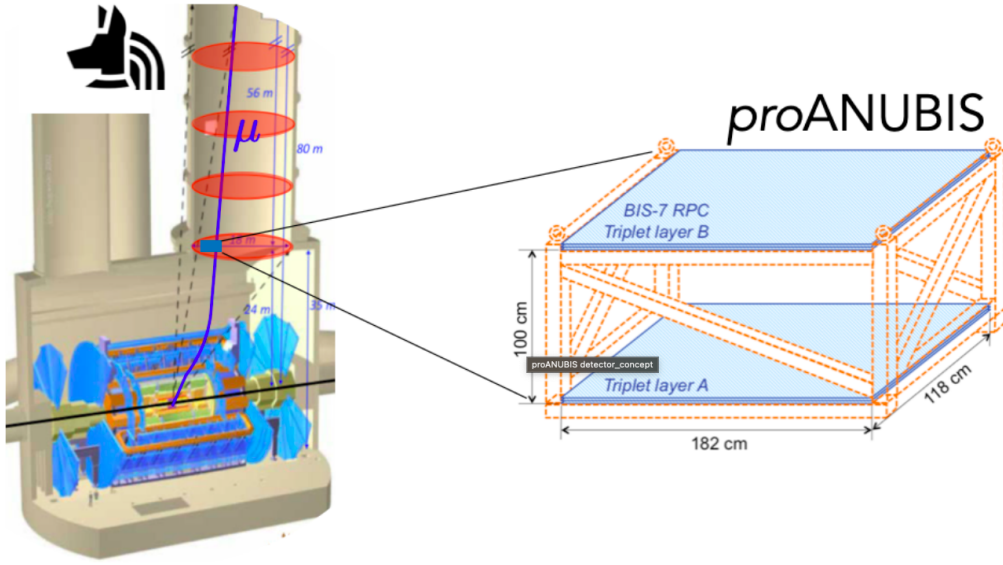 proANUBIS
56 m
μ
80 m
18 m
24 m
35 m
BIS-7 RPC
Triplet layer B
100 cm
proANUBIS detector_concept
Triplet layer A
118 cm
182 cm